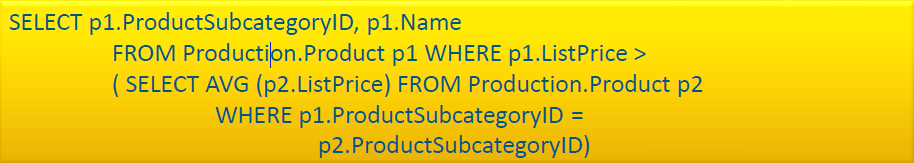 SELECT p1.ProductSubcategoryID, p1.Name
FROM Production.Product p1 WHERE p1.ListPrice >
( SELECT AVG (p2.ListPrice) FROM Production.Product p2
WHERE p1.ProductSubcategoryID =
p2.ProductSubcategoryID)